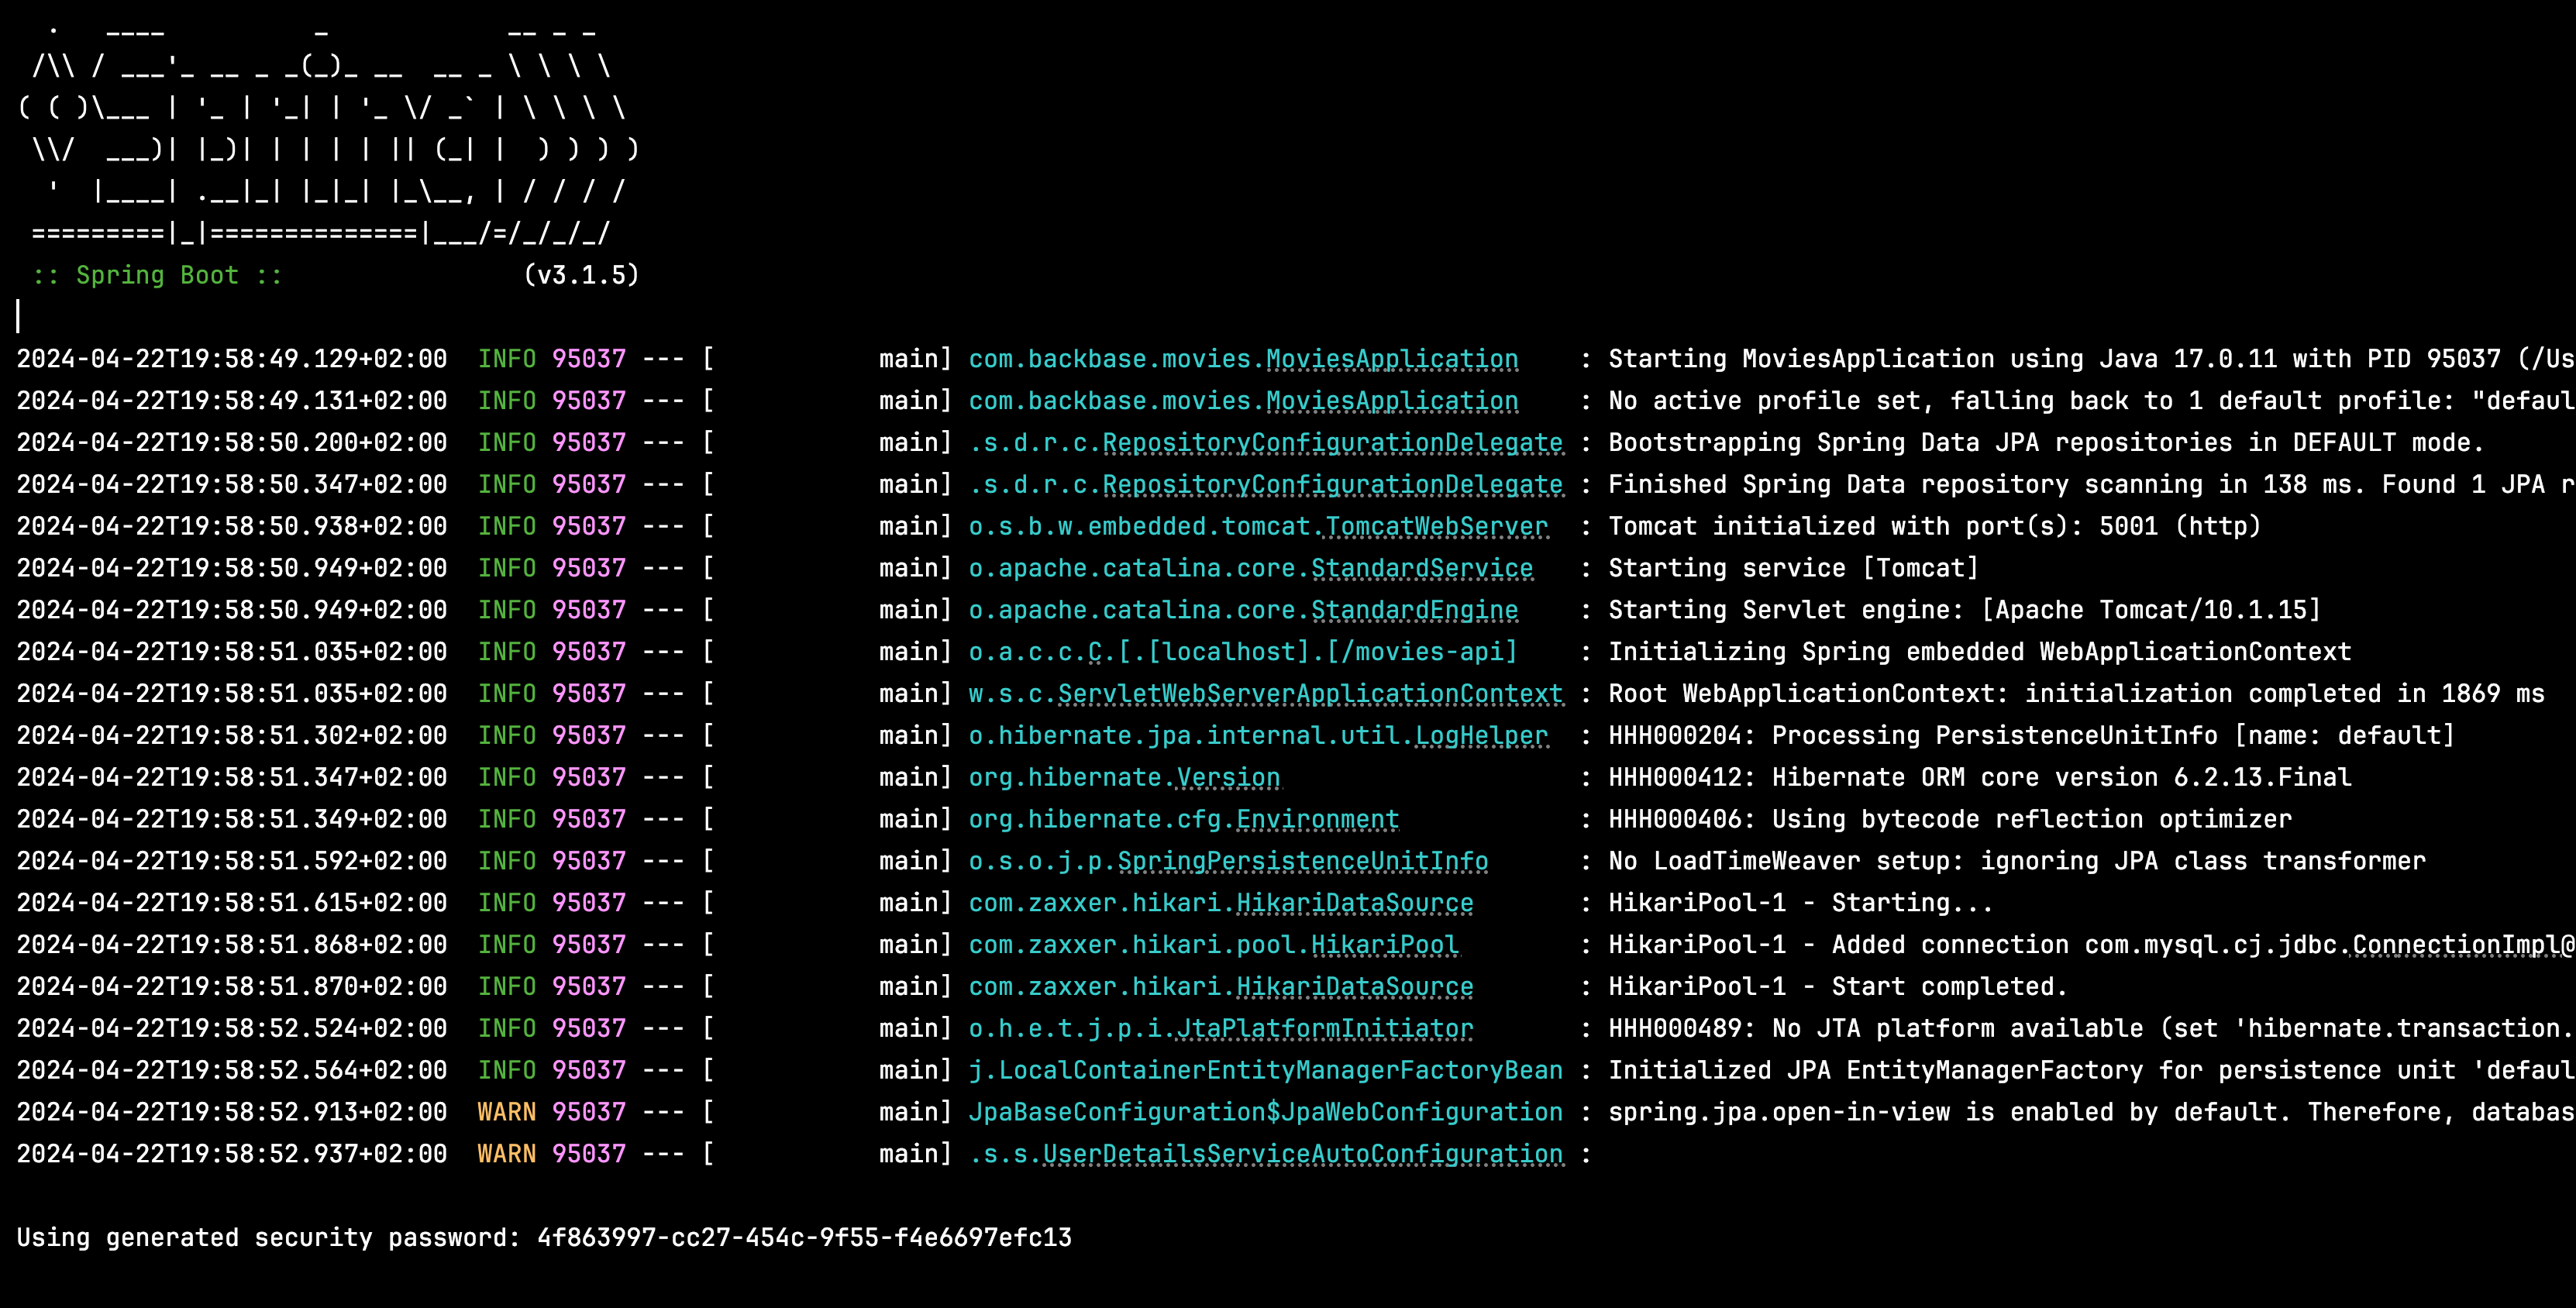 .   ____          _            __ _ _
 /\\ / ___'_ __ _ _(_)_ __  __ _ \ \ \ \
( ( )\___ | '_ | '_| | '_ \/ _` | \ \ \ \
 \\/  ___)| |_)| | | | | || (_| |  ) ) ) )
  '  |____| .__|_| |_|_| |_\__, | / / / /
 =========|_|==============|___/=/_/_/_/
 :: Spring Boot ::                (v3.1.5)
2024-04-22T19:58:49.129+02:00  INFO 95037 --- [           main] com.backbase.movies.MoviesApplication    : Starting MoviesApplication using Java 17.0.11 with PID 95037 (/Us
2024-04-22T19:58:49.131+02:00  INFO 95037 --- [           main] com.backbase.movies.MoviesApplication    : No active profile set, falling back to 1 default profile: "defaul
2024-04-22T19:58:50.200+02:00  INFO 95037 --- [           main] .s.d.r.c.RepositoryConfigurationDelegate : Bootstrapping Spring Data JPA repositories in DEFAULT mode.
2024-04-22T19:58:50.347+02:00  INFO 95037 --- [           main] .s.d.r.c.RepositoryConfigurationDelegate : Finished Spring Data repository scanning in 138 ms. Found 1 JPA r
2024-04-22T19:58:50.938+02:00  INFO 95037 --- [           main] o.s.b.w.embedded.tomcat.TomcatWebServer  : Tomcat initialized with port(s): 5001 (http)
2024-04-22T19:58:50.949+02:00  INFO 95037 --- [           main] o.apache.catalina.core.StandardService   : Starting service [Tomcat]
2024-04-22T19:58:50.949+02:00  INFO 95037 --- [           main] o.apache.catalina.core.StandardEngine    : Starting Servlet engine: [Apache Tomcat/10.1.15]
2024-04-22T19:58:51.035+02:00  INFO 95037 --- [           main] o.a.c.c.C.[.[localhost].[/movies-api]    : Initializing Spring embedded WebApplicationContext
2024-04-22T19:58:51.035+02:00  INFO 95037 --- [           main] w.s.c.ServletWebServerApplicationContext : Root WebApplicationContext: initialization completed in 1869 ms
2024-04-22T19:58:51.302+02:00  INFO 95037 --- [           main] o.hibernate.jpa.internal.util.LogHelper  : HHH000204: Processing PersistenceUnitInfo [name: default]
2024-04-22T19:58:51.347+02:00  INFO 95037 --- [           main] org.hibernate.Version                    : HHH000412: Hibernate ORM core version 6.2.13.Final
2024-04-22T19:58:51.349+02:00  INFO 95037 --- [           main] org.hibernate.cfg.Environment            : HHH000406: Using bytecode reflection optimizer
2024-04-22T19:58:51.592+02:00  INFO 95037 --- [           main] o.s.o.j.p.SpringPersistenceUnitInfo      : No LoadTimeWeaver setup: ignoring JPA class transformer
2024-04-22T19:58:51.615+02:00  INFO 95037 --- [           main] com.zaxxer.hikari.HikariDataSource       : HikariPool-1 - Starting...
2024-04-22T19:58:51.868+02:00  INFO 95037 --- [           main] com.zaxxer.hikari.pool.HikariPool        : HikariPool-1 - Added connection com.mysql.cj.jdbc.ConnectionImpl@
2024-04-22T19:58:51.870+02:00  INFO 95037 --- [           main] com.zaxxer.hikari.HikariDataSource       : HikariPool-1 - Start completed.
2024-04-22T19:58:52.524+02:00  INFO 95037 --- [           main] o.h.e.t.j.p.i.JtaPlatformInitiator       : HHH000489: No JTA platform available (set 'hibernate.transaction.
2024-04-22T19:58:52.564+02:00  INFO 95037 --- [           main] j.LocalContainerEntityManagerFactoryBean : Initialized JPA EntityManagerFactory for persistence unit 'defaul
2024-04-22T19:58:52.913+02:00  WARN 95037 --- [           main] JpaBaseConfiguration$JpaWebConfiguration : spring.jpa.open-in-view is enabled by default. Therefore, databas
2024-04-22T19:58:52.937+02:00  WARN 95037 --- [           main] .s.s.UserDetailsServiceAutoConfiguration :
Using generated security password: 4f863997-cc27-454c-9f55-f4e6697efc13